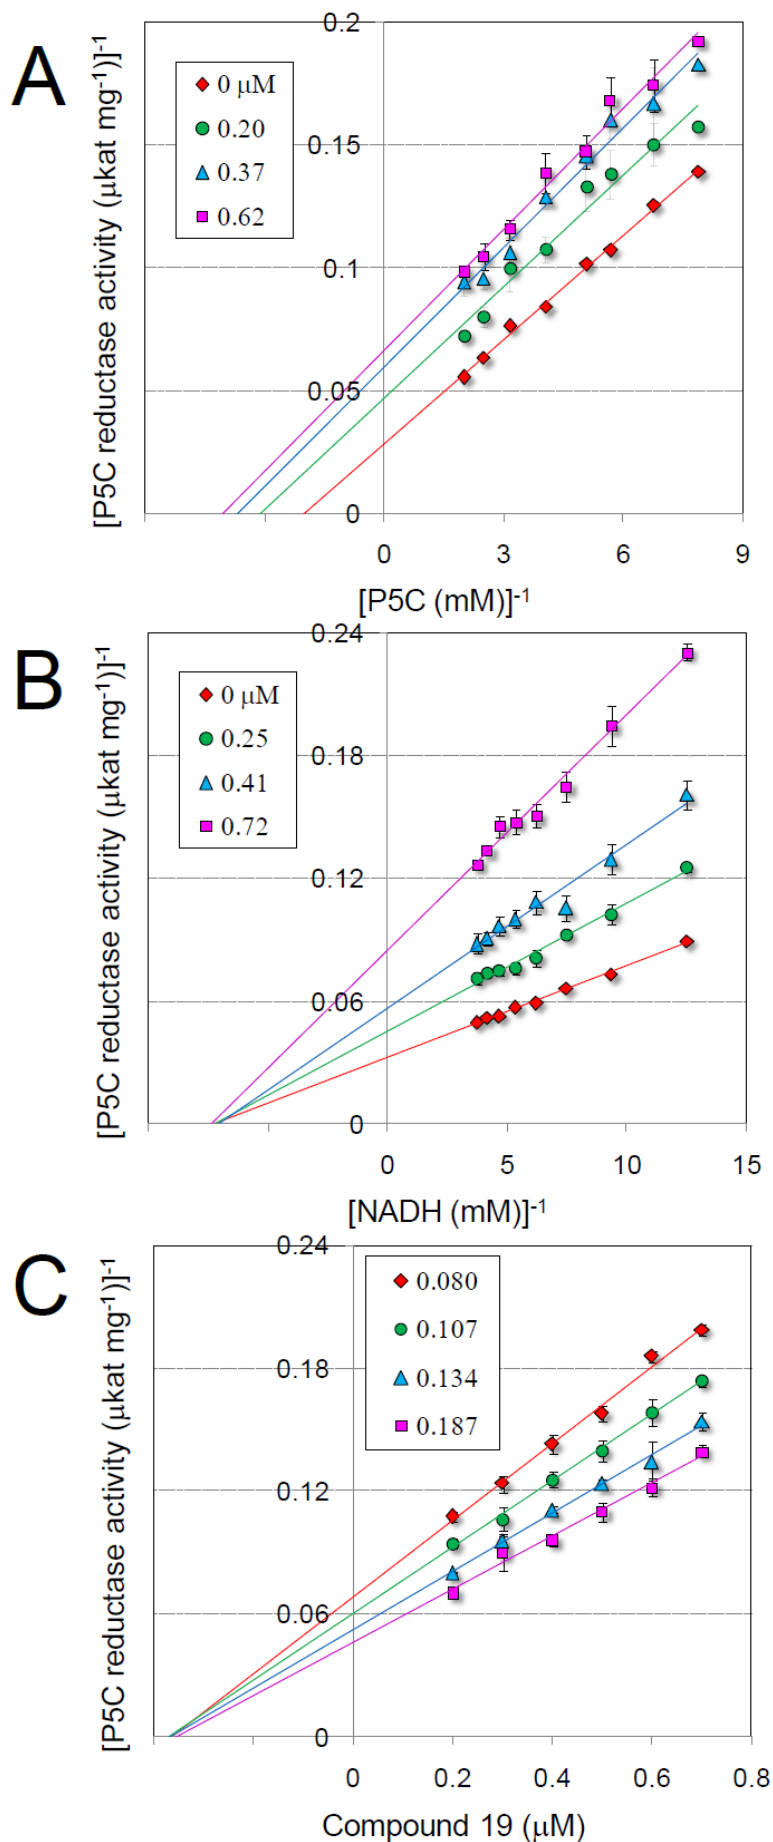 A
[P5C reductase activity (μkat mg⁻¹)]⁻¹
0 μM
0.20
0.37
0.62
0.2
0.15
0.1
0.05
0
0 3 6 9
[P5C (mM)]⁻¹
B
[P5C reductase activity (μkat mg⁻¹)]⁻¹
0 μM
0.25
0.41
0.72
0.24
0.18
0.12
0.06
0
0 5 10 15
[NADH (mM)]⁻¹
C
[P5C reductase activity (μkat mg⁻¹)]⁻¹
0.080
0.107
0.134
0.187
0.24
0.18
0.12
0.06
0
0 0.2 0.4 0.6 0.8
Compound 19 (μM)